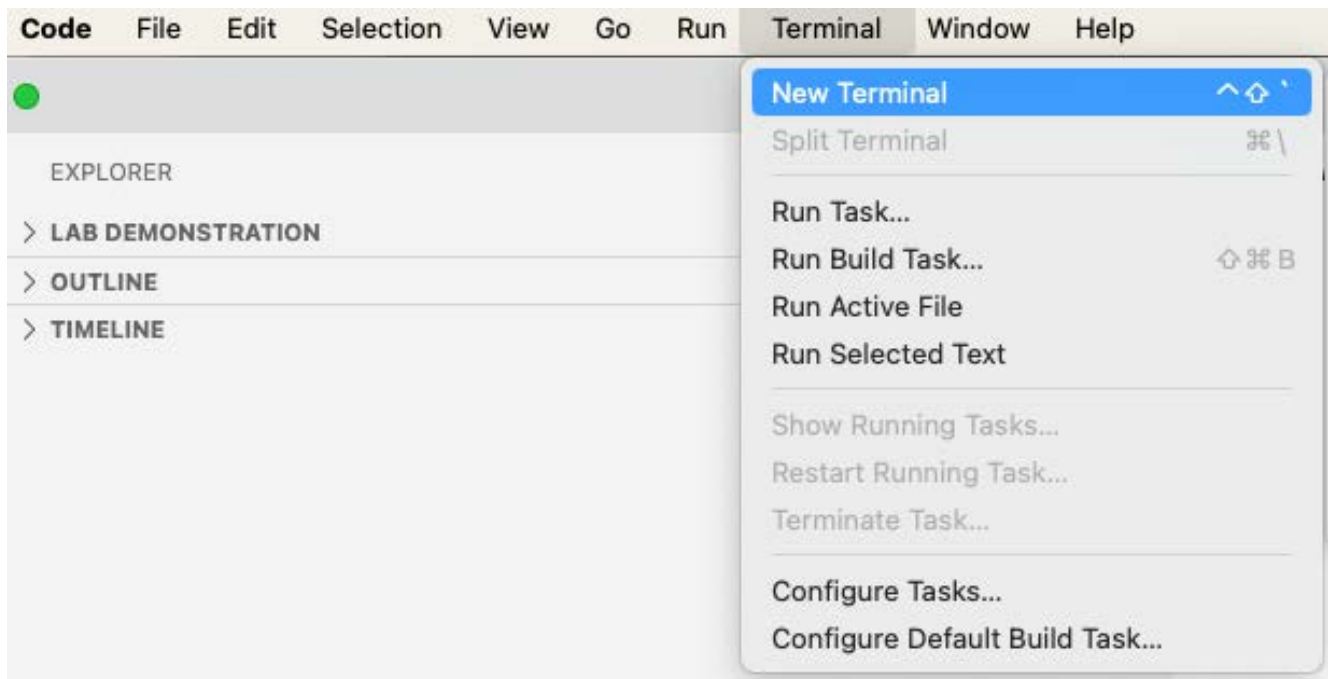 Code File Edit Selection View Go Run Terminal Window Help
EXPLORER
LAB DEMONSTRATION
OUTLINE
TIMELINE
New Terminal ^⇧`
Split Terminal ⌘\
Run Task...
Run Build Task... ⇧⌘B
Run Active File
Run Selected Text
Show Running Tasks...
Restart Running Task...
Terminate Task...
Configure Tasks...
Configure Default Build Task...